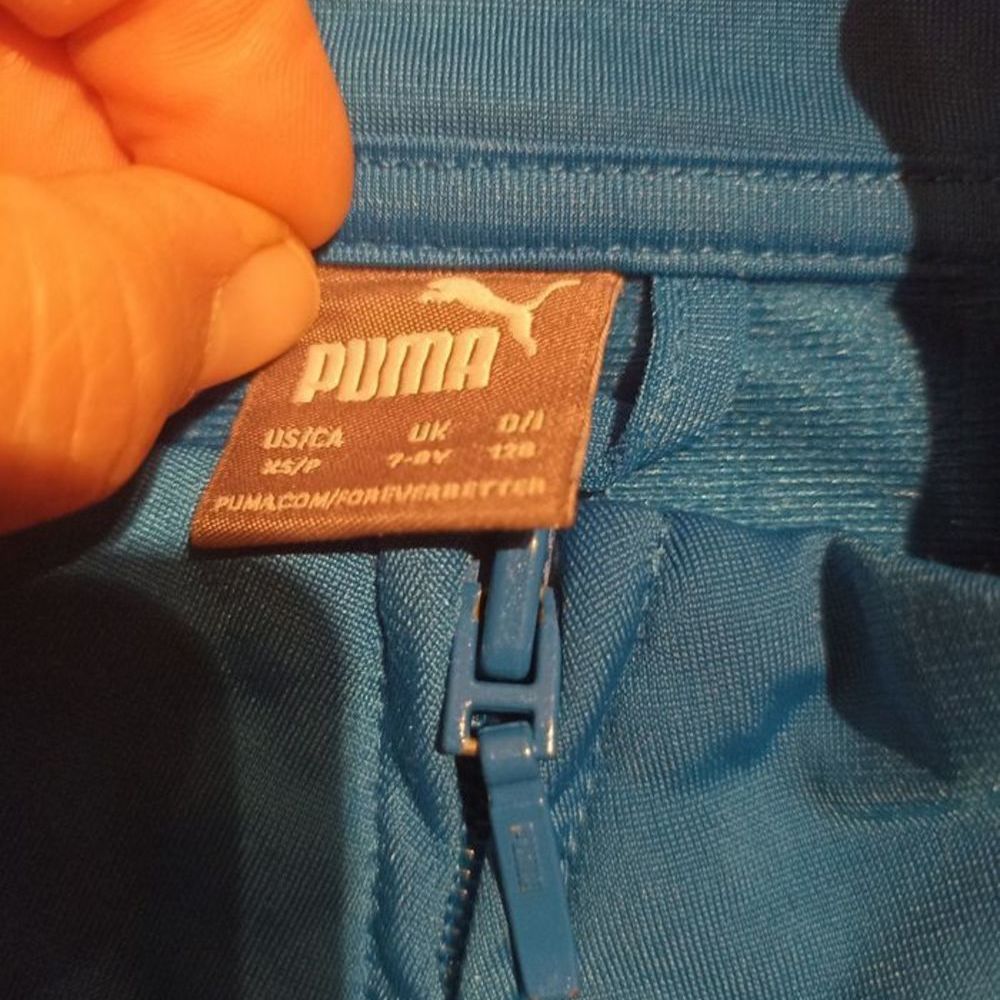 PUMA
US/CA UK D/I
XS/P 7-8Y 128
PUMA.COM/FOREVERBETTER